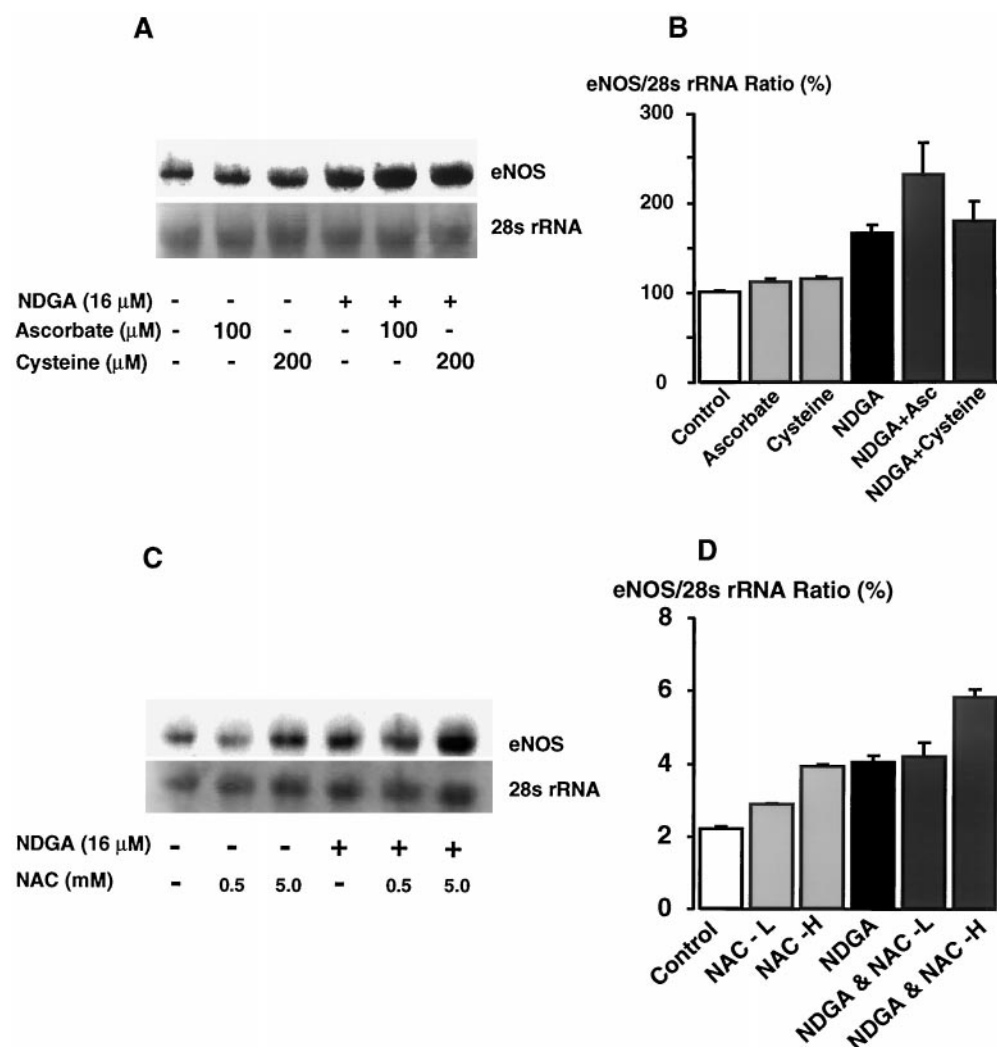 A
eNOS
28s rRNA
NDGA (16 μM) - - - + + +
Ascorbate (μM) - 100 - - 100 -
Cysteine (μM) - - 200 - - 200
B
eNOS/28s rRNA Ratio (%)
300
200
100
0
Control
Ascorbate
Cysteine
NDGA
NDGA+Asc
NDGA+Cysteine
C
eNOS
28s rRNA
NDGA (16 μM) - - - + + +
NAC (mM) - 0.5 5.0 - 0.5 5.0
D
eNOS/28s rRNA Ratio (%)
8
6
4
2
0
Control
NAC - L
NAC -H
NDGA
NDGA & NAC -L
NDGA & NAC -H